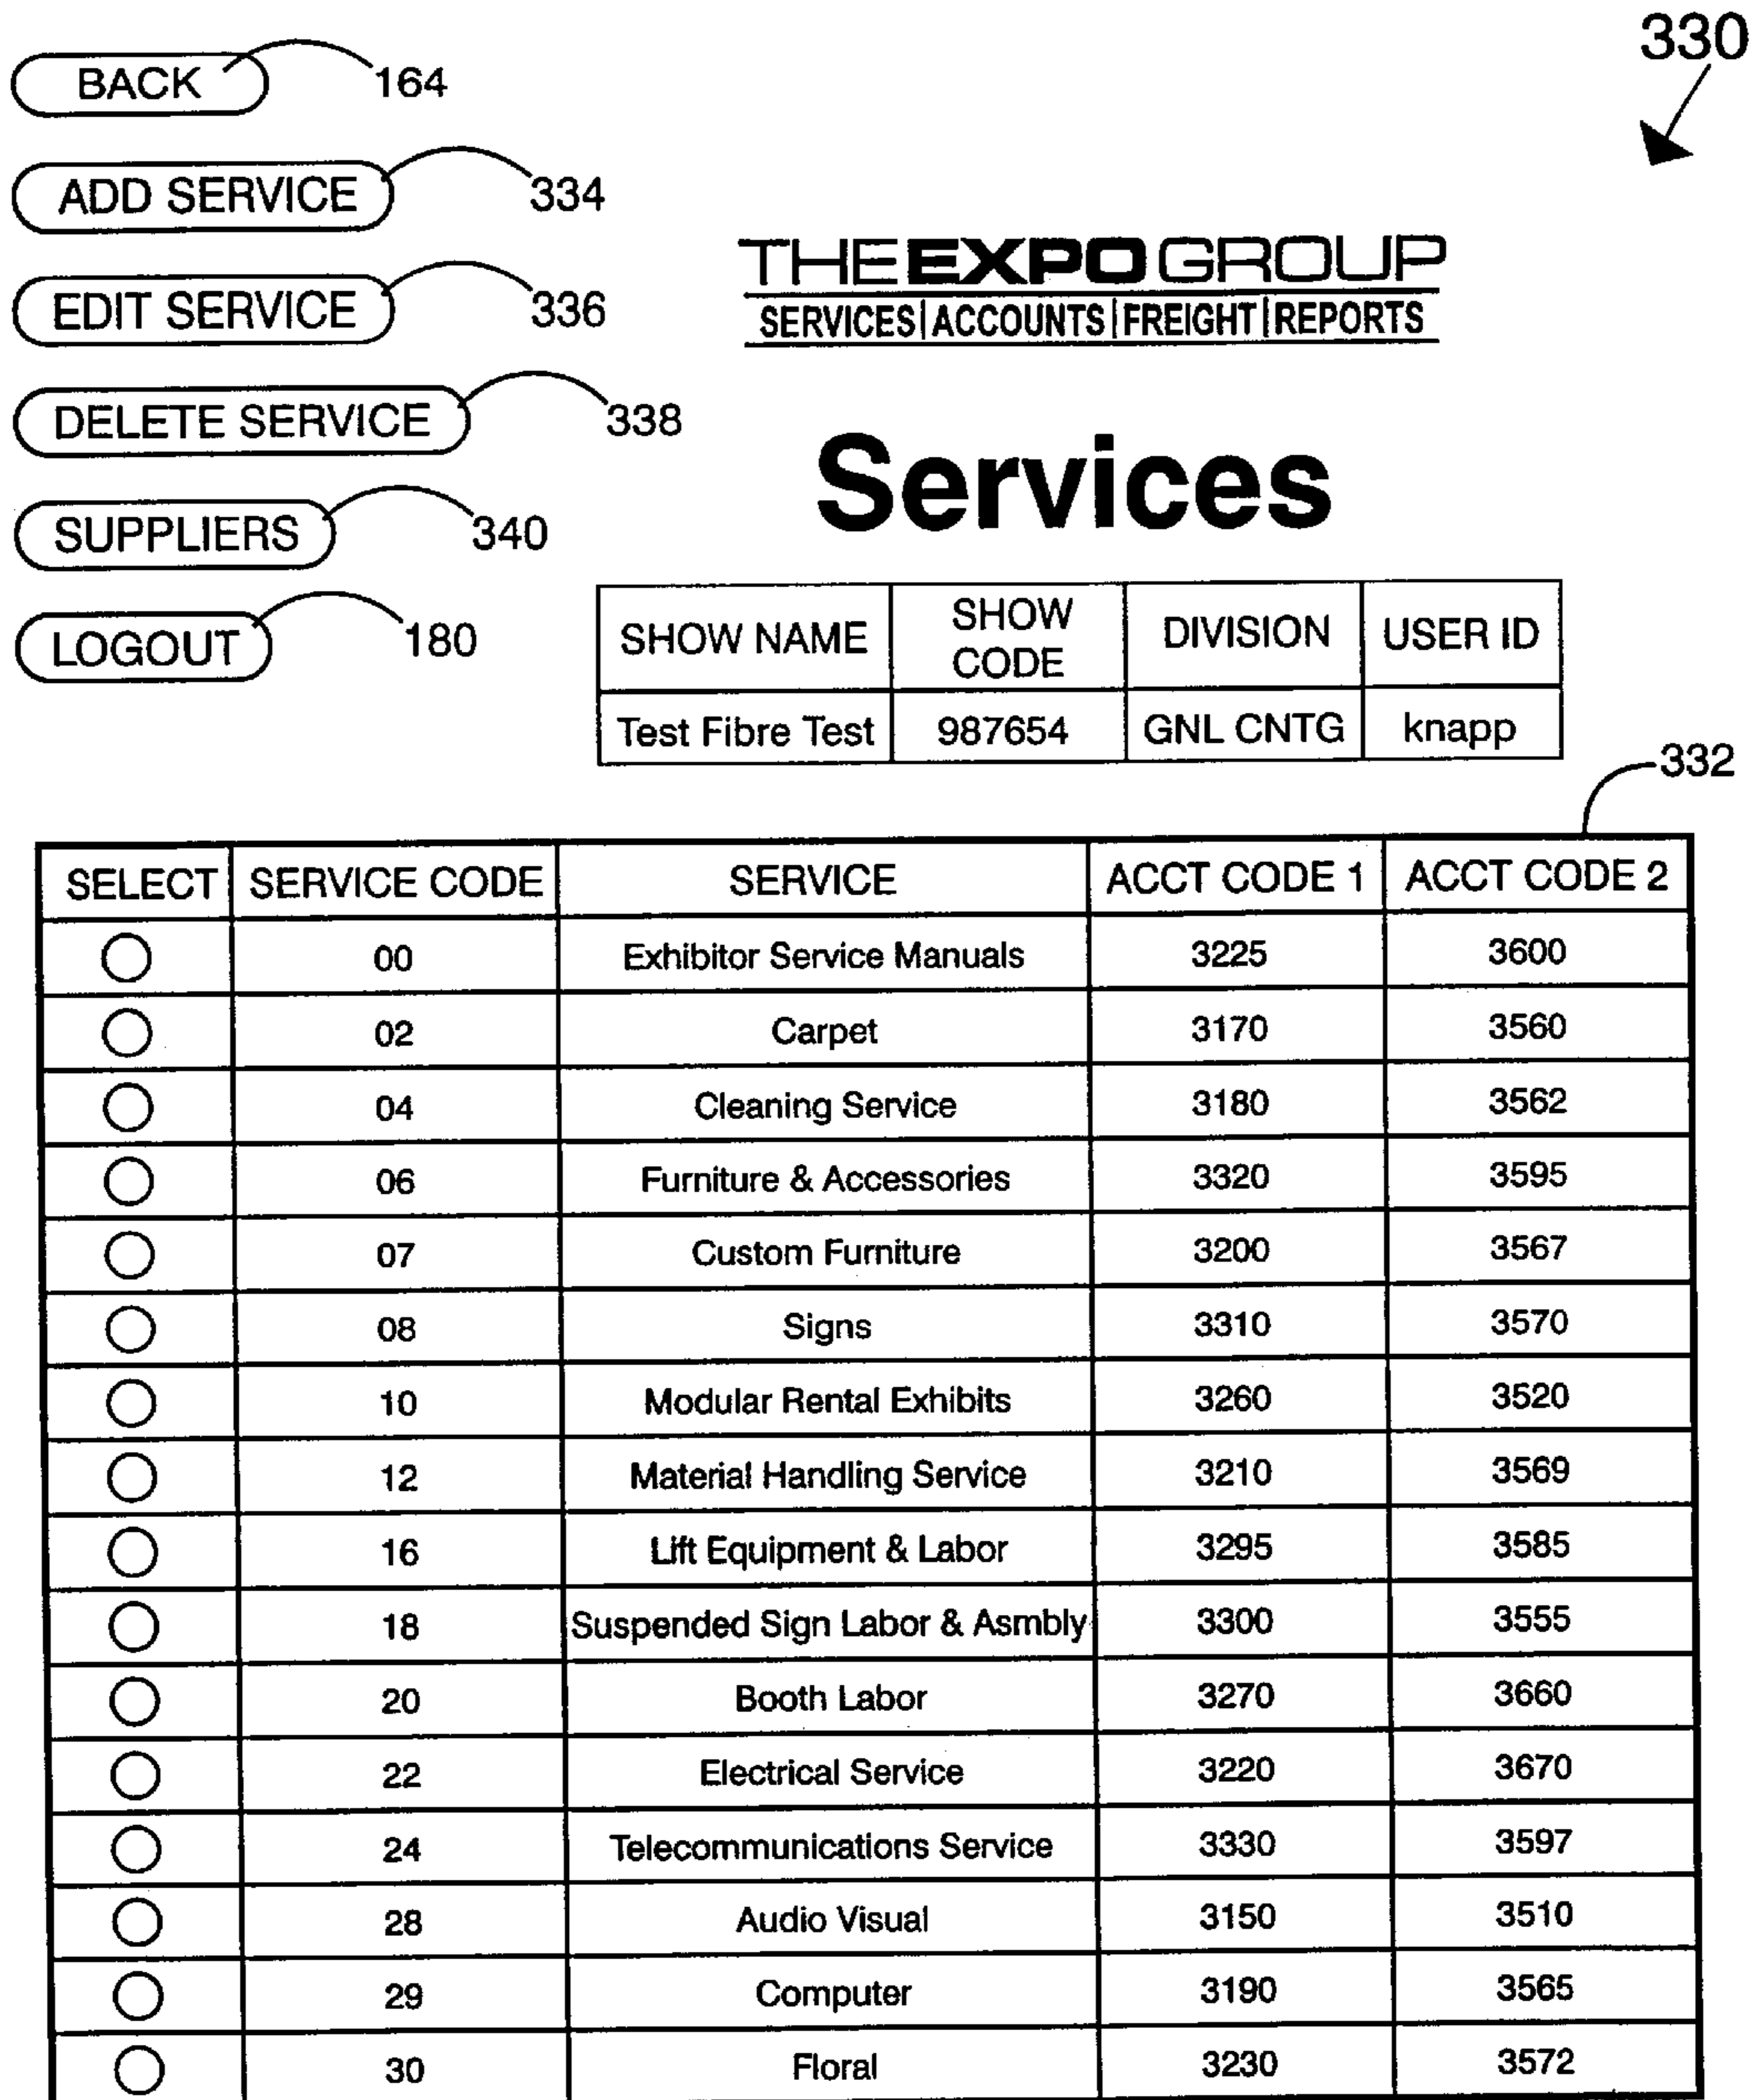 330
BACK 164
ADD SERVICE 334
EDIT SERVICE 336
DELETE SERVICE 338
SUPPLIERS 340
LOGOUT 180
THE EXPO GROUP
SERVICES|ACCOUNTS|FREIGHT|REPORTS
Services
SHOW NAME SHOW CODE DIVISION USER ID
Test Fibre Test 987654 GNL CNTG knapp
332
SELECT SERVICE CODE SERVICE ACCT CODE 1 ACCT CODE 2
00 Exhibitor Service Manuals 3225 3600
02 Carpet 3170 3560
04 Cleaning Service 3180 3562
06 Furniture & Accessories 3320 3595
07 Custom Furniture 3200 3567
08 Signs 3310 3570
10 Modular Rental Exhibits 3260 3520
12 Material Handling Service 3210 3569
16 Lift Equipment & Labor 3295 3585
18 Suspended Sign Labor & Asmbly 3300 3555
20 Booth Labor 3270 3660
22 Electrical Service 3220 3670
24 Telecommunications Service 3330 3597
28 Audio Visual 3150 3510
29 Computer 3190 3565
30 Floral 3230 3572